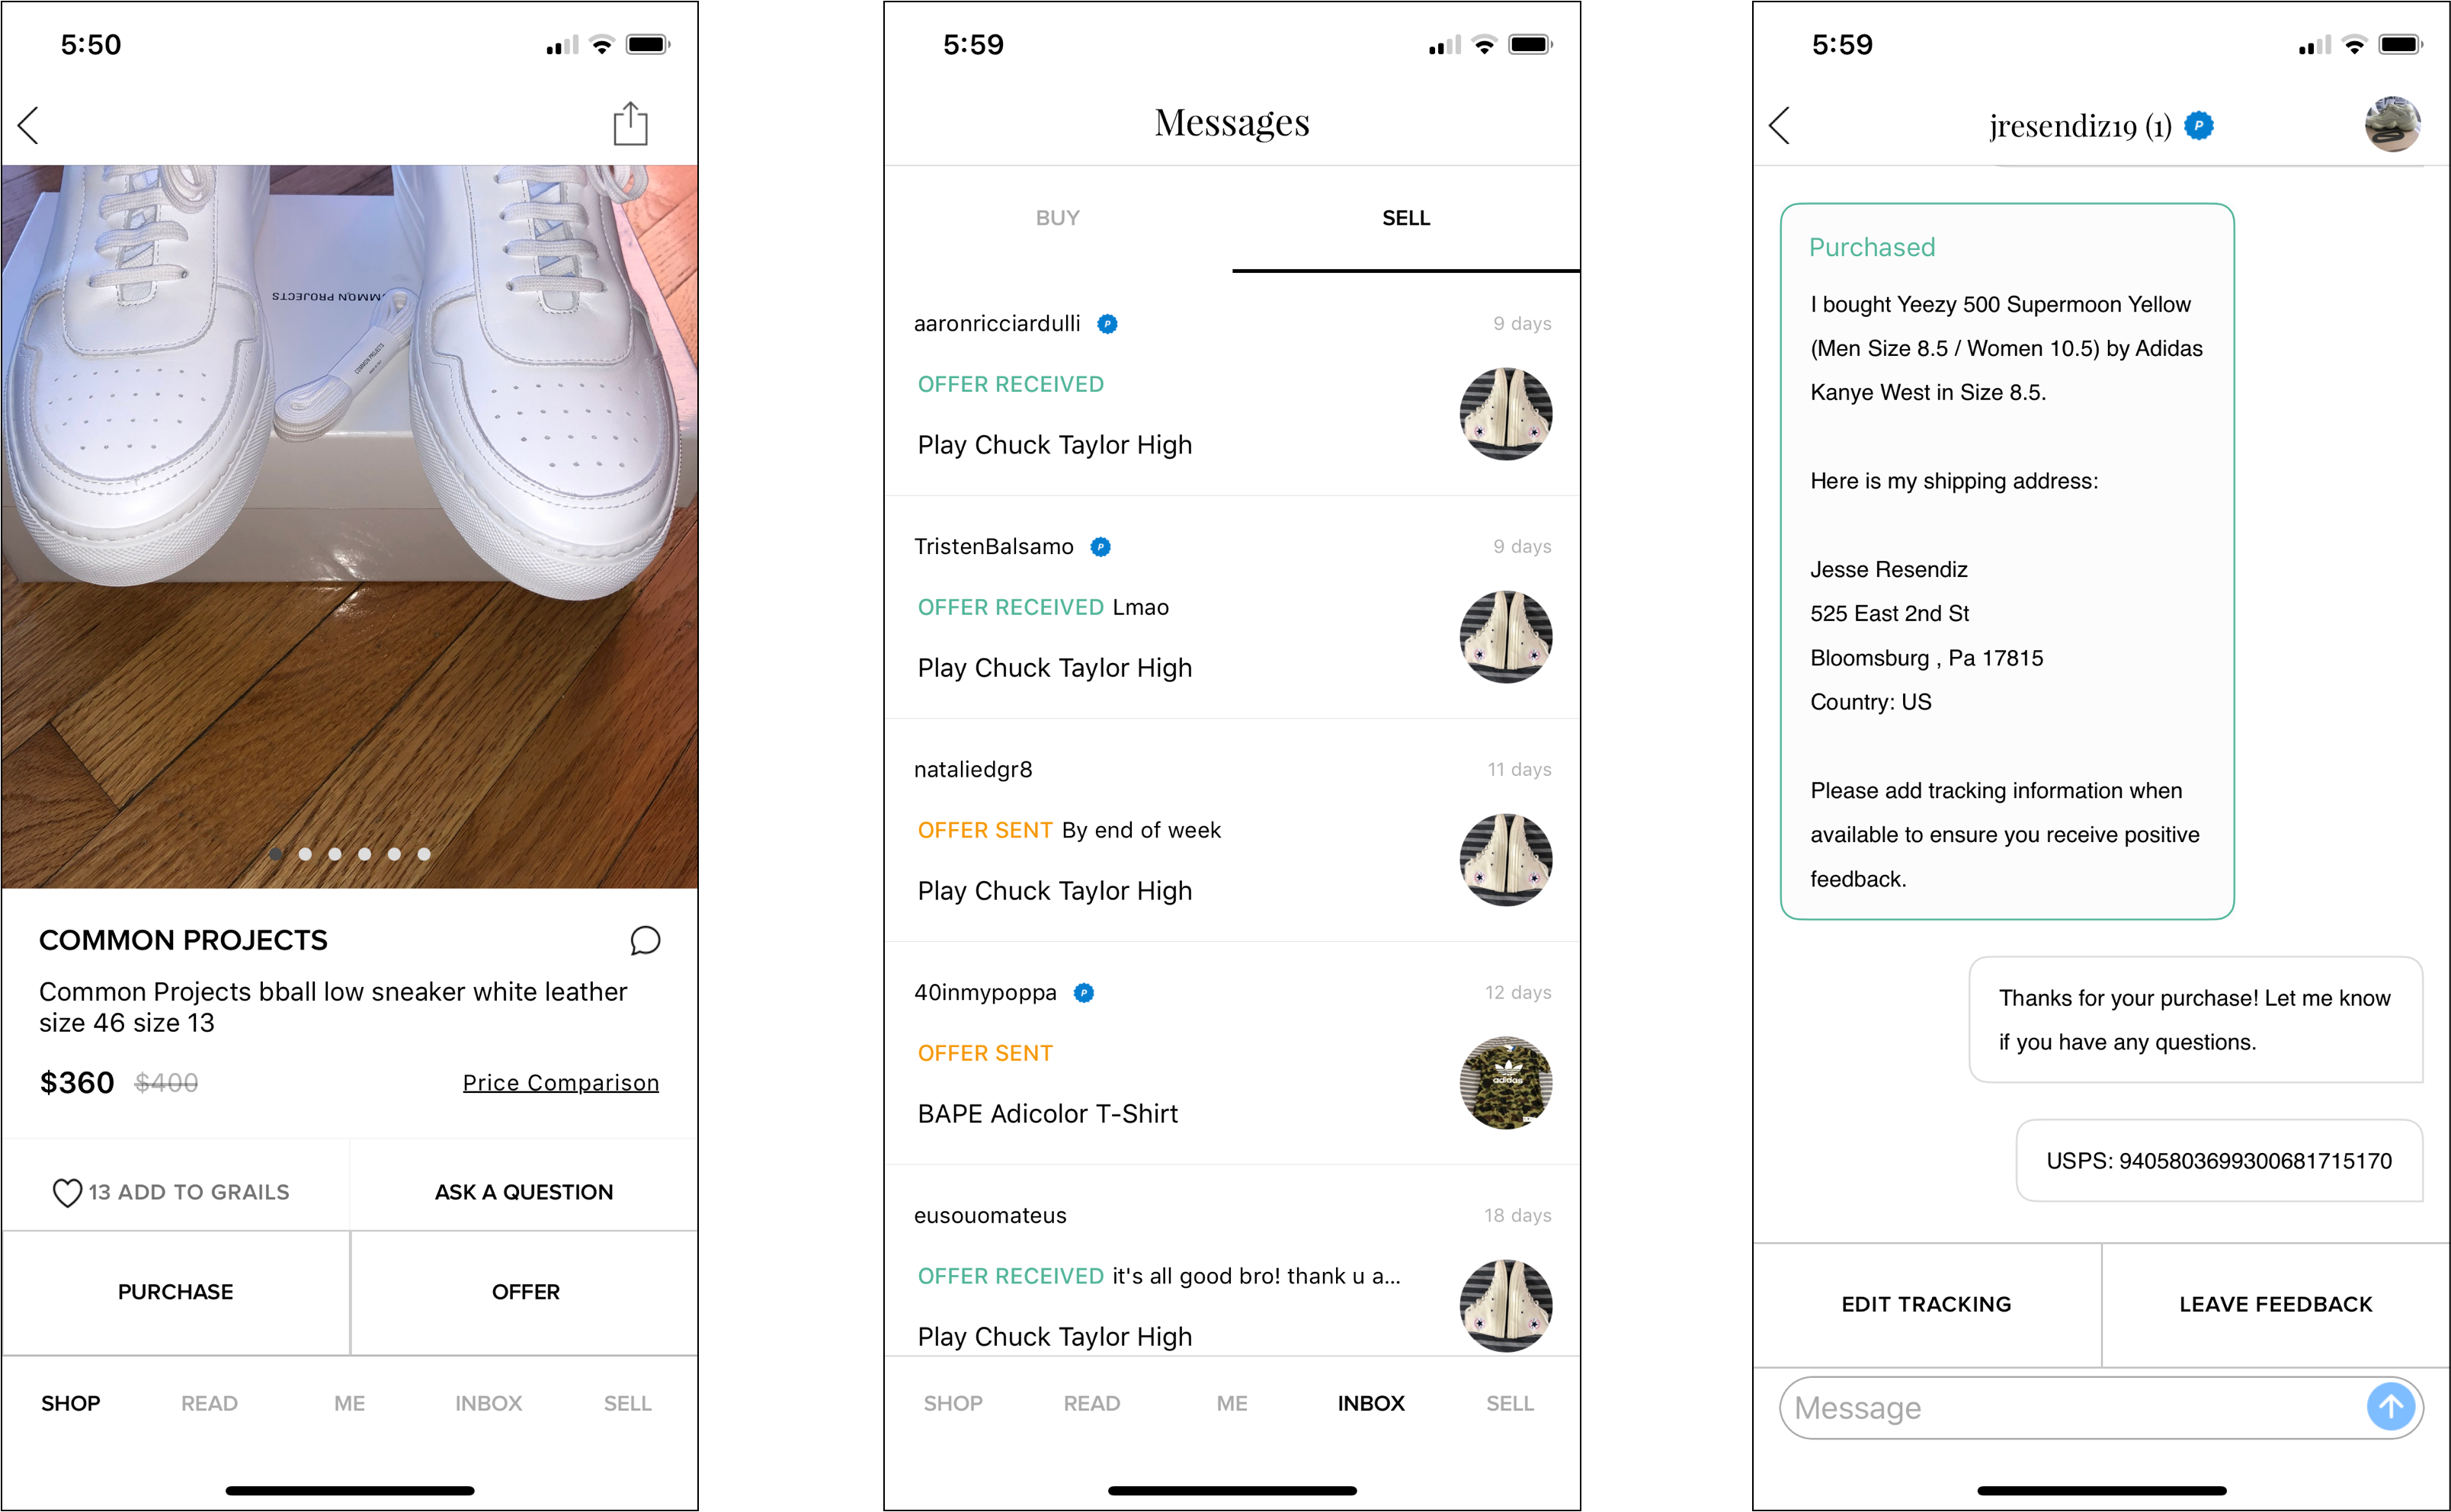 5:50
COMMON PROJECTS
COMMON PROJECTS
COMMON PROJECTS
Common Projects bball low sneaker white leather
size 46 size 13
$360 $400 Price Comparison
13 ADD TO GRAILS ASK A QUESTION
PURCHASE OFFER
SHOP READ ME INBOX SELL
5:59
Messages
BUY SELL
aaronricciardulli P 9 days
OFFER RECEIVED
Play Chuck Taylor High
TristenBalsamo P 9 days
OFFER RECEIVED Lmao
Play Chuck Taylor High
nataliedgr8 11 days
OFFER SENT By end of week
Play Chuck Taylor High
40inmypoppa P 12 days
OFFER SENT
adidas
BAPE Adicolor T-Shirt
eusouomateus 18 days
OFFER RECEIVED it's all good bro! thank u a...
Play Chuck Taylor High
SHOP READ ME INBOX SELL
5:59
jresendiz19 (1) P
Purchased
I bought Yeezy 500 Supermoon Yellow
(Men Size 8.5 / Women 10.5) by Adidas
Kanye West in Size 8.5.
Here is my shipping address:
Jesse Resendiz
525 East 2nd St
Bloomsburg , Pa 17815
Country: US
Please add tracking information when
available to ensure you receive positive
feedback.
Thanks for your purchase! Let me know
if you have any questions.
USPS: 9405803699300681715170
EDIT TRACKING LEAVE FEEDBACK
Message